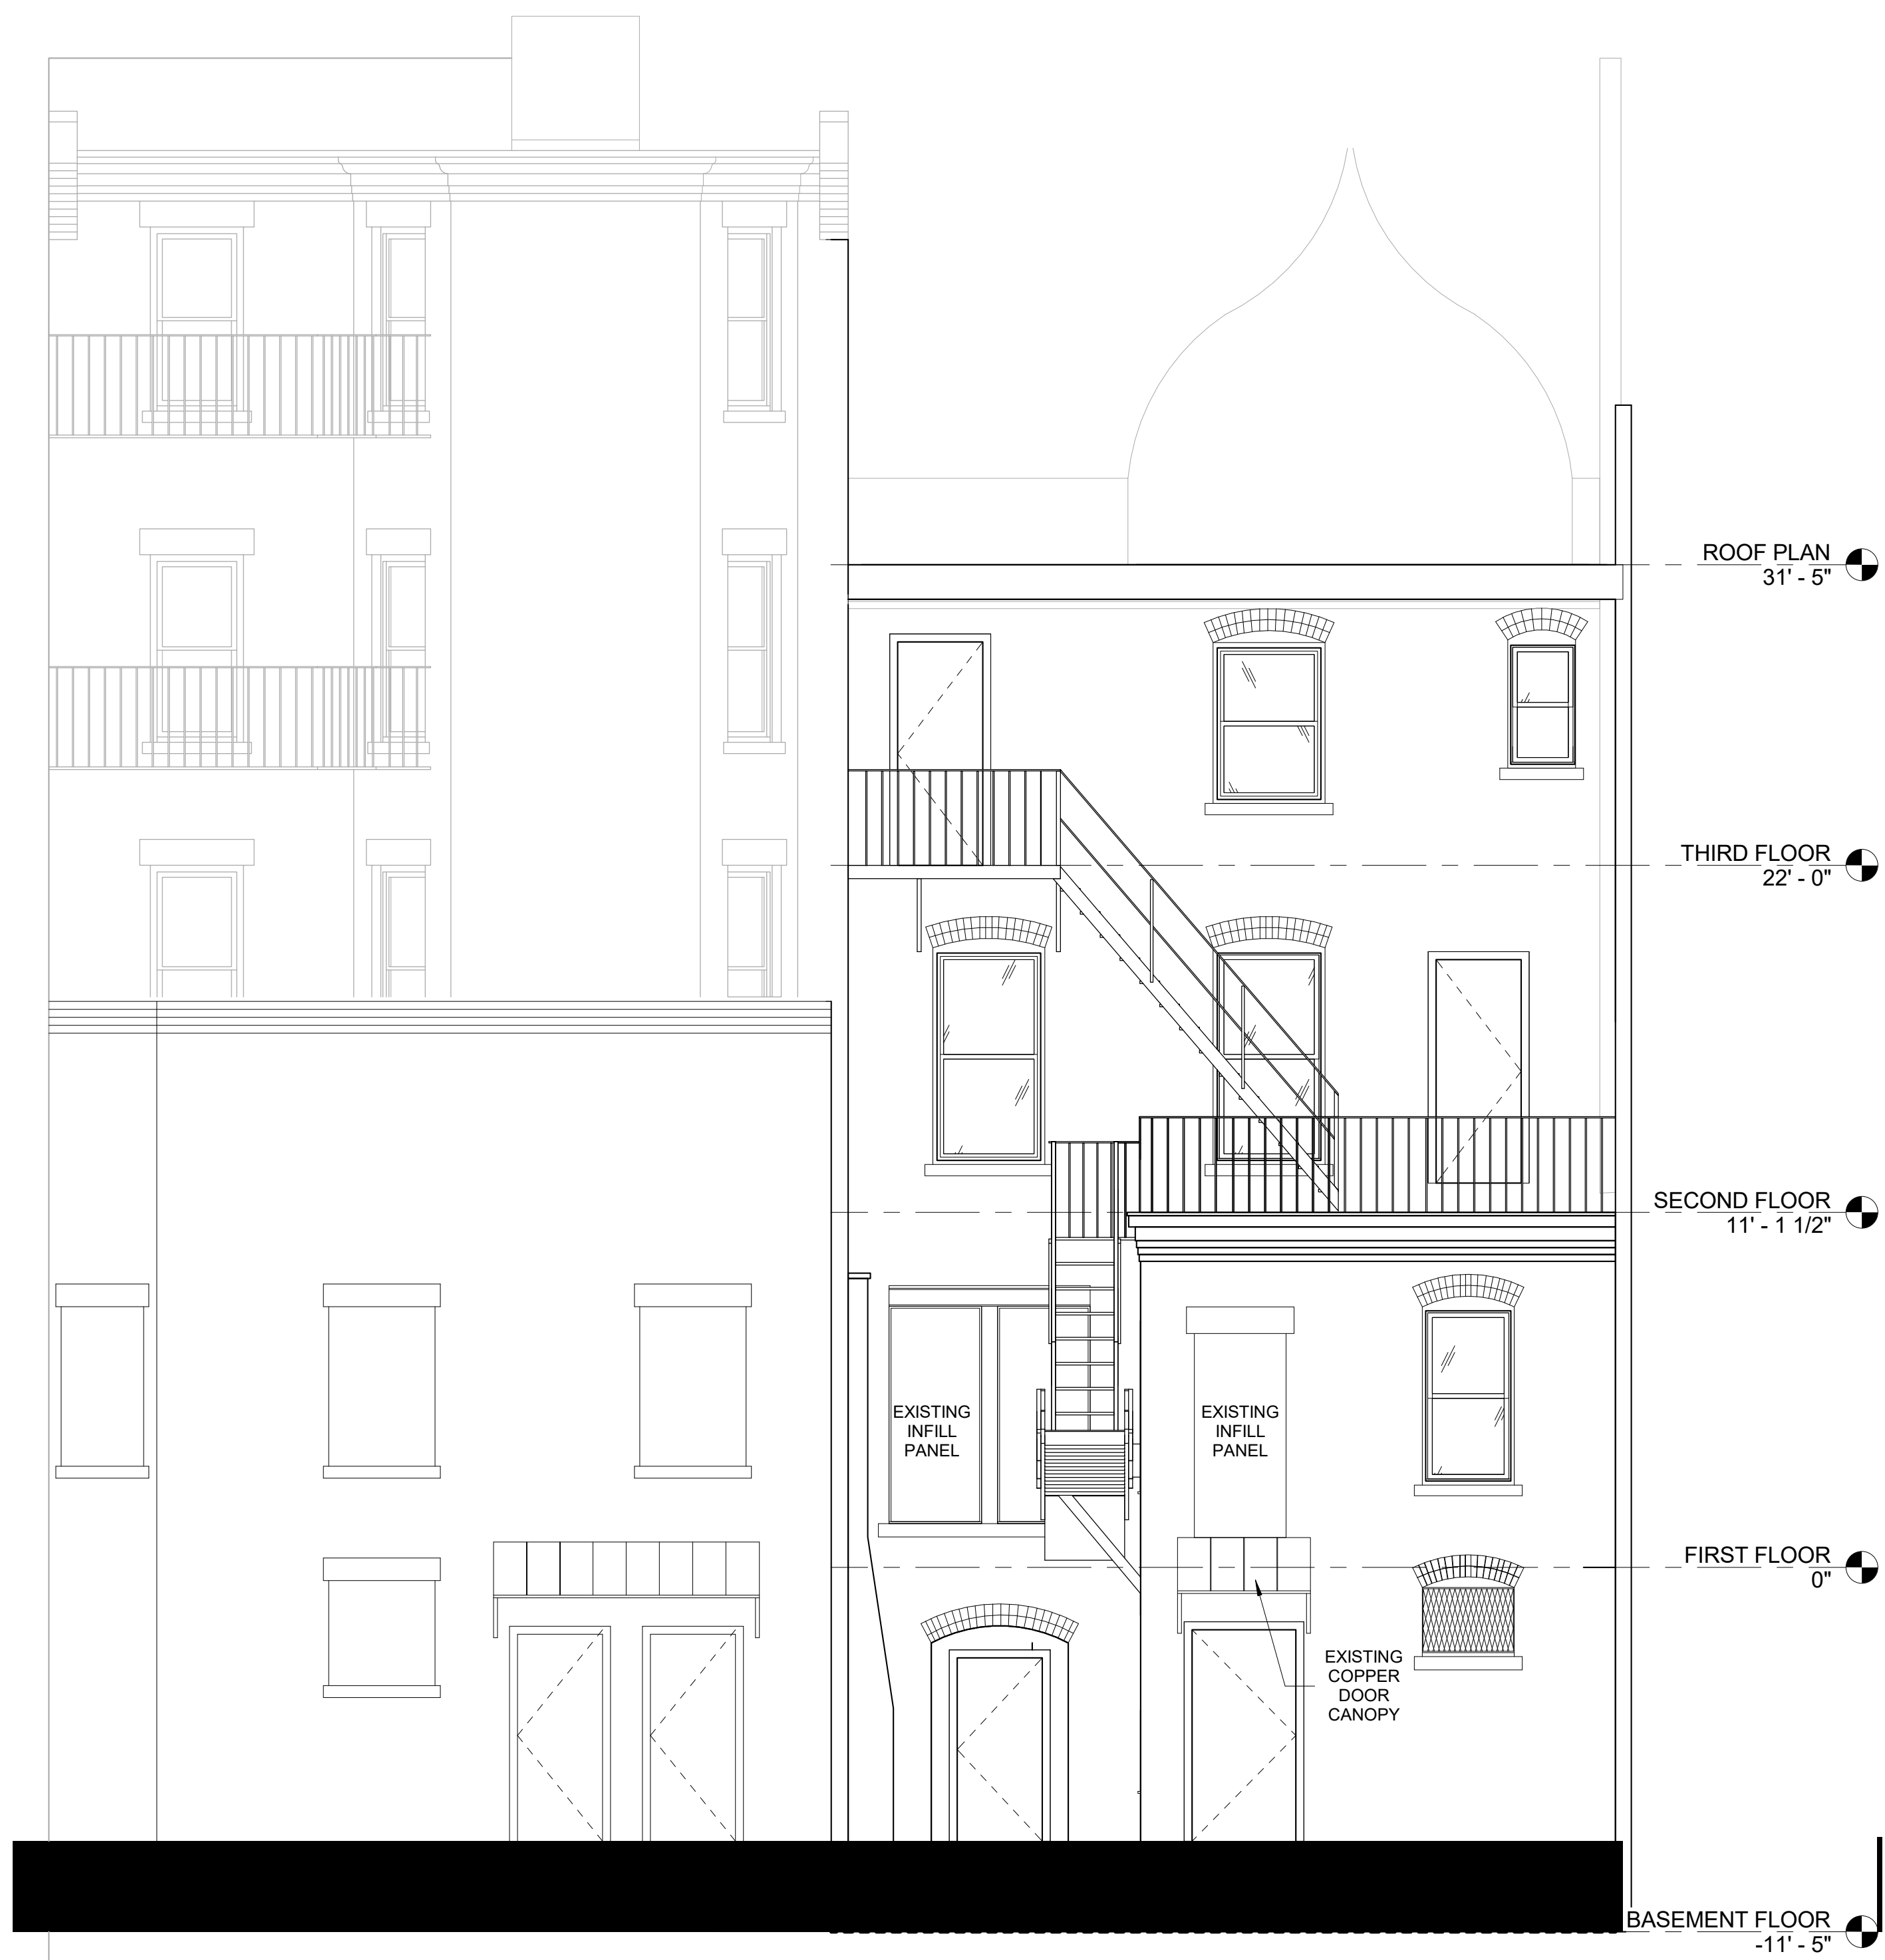 ROOF PLAN
31' - 5"
THIRD FLOOR
22' - 0"
SECOND FLOOR
11' - 1 1/2"
EXISTING
INFILL
PANEL
EXISTING
INFILL
PANEL
FIRST FLOOR
0"
EXISTING
COPPER
DOOR
CANOPY
BASEMENT FLOOR
-11' - 5"